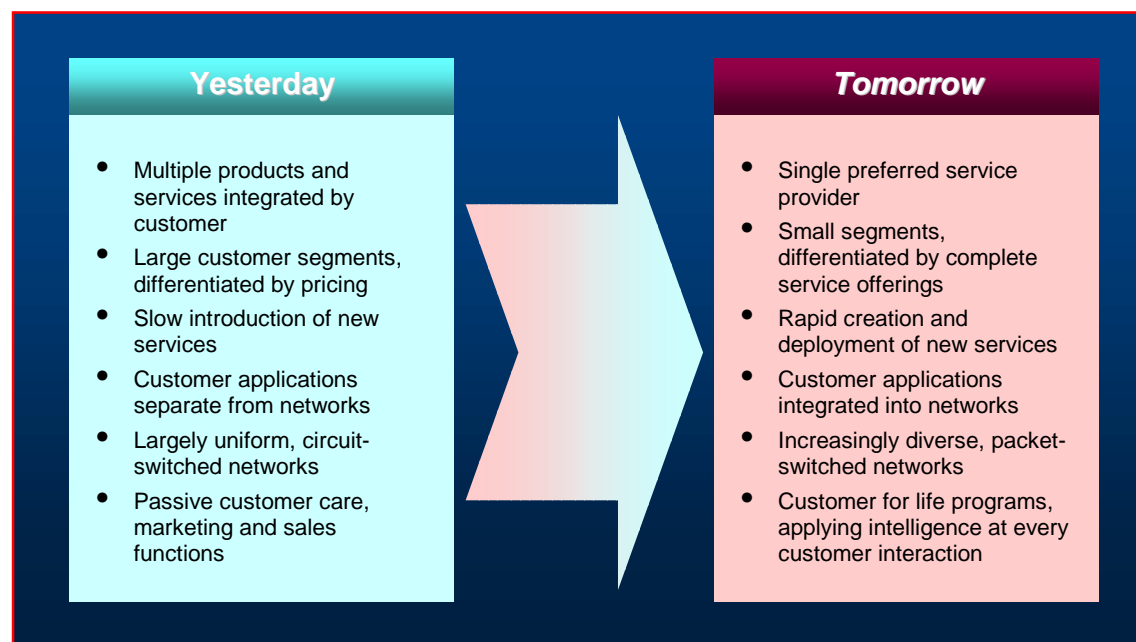 Yesterday
• Multiple products and
services integrated by
customer
• Large customer segments,
differentiated by pricing
• Slow introduction of new
services
• Customer applications
separate from networks
• Largely uniform, circuit-
switched networks
• Passive customer care,
marketing and sales
functions
Tomorrow
• Single preferred service
provider
• Small segments,
differentiated by complete
service offerings
• Rapid creation and
deployment of new services
• Customer applications
integrated into networks
• Increasingly diverse, packet-
switched networks
• Customer for life programs,
applying intelligence at every
customer interaction